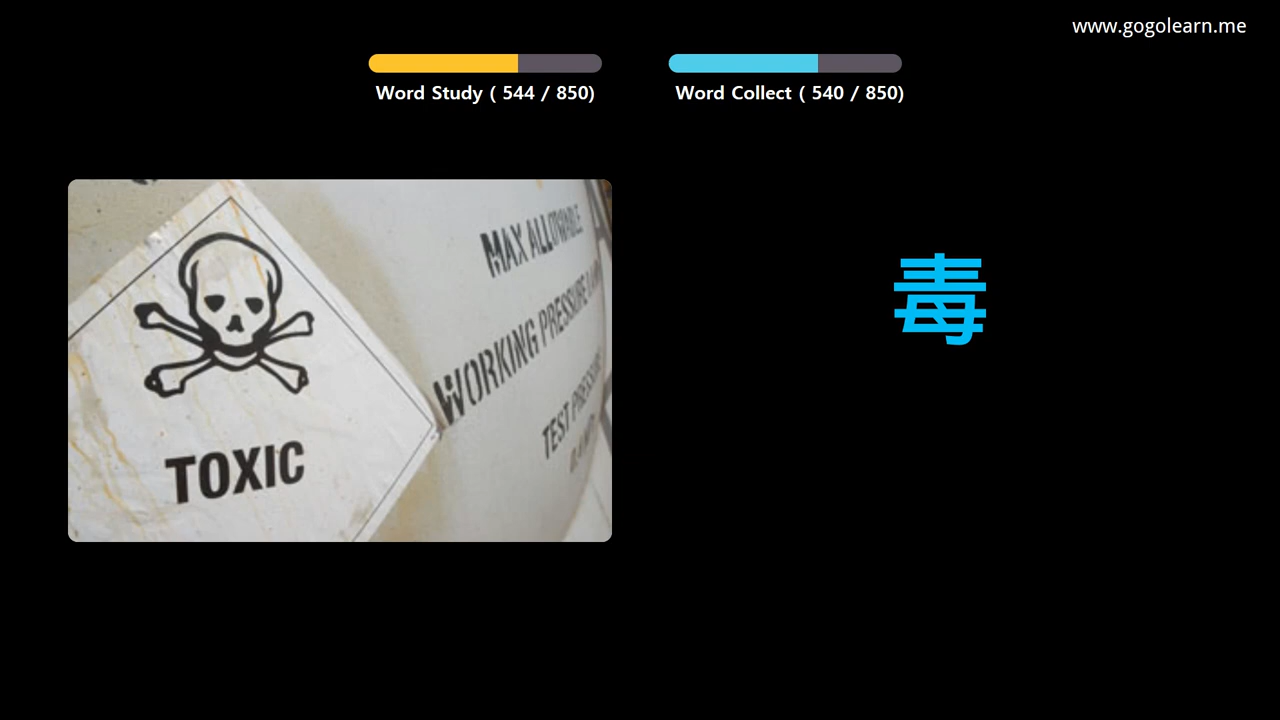 www.gogolearn.me
Word Study ( 544 / 850)
Word Collect ( 540 / 850)
TOXIC
MAX ALLOWABLE
WORKING PRESSURE
TEST PRESSURE
毒